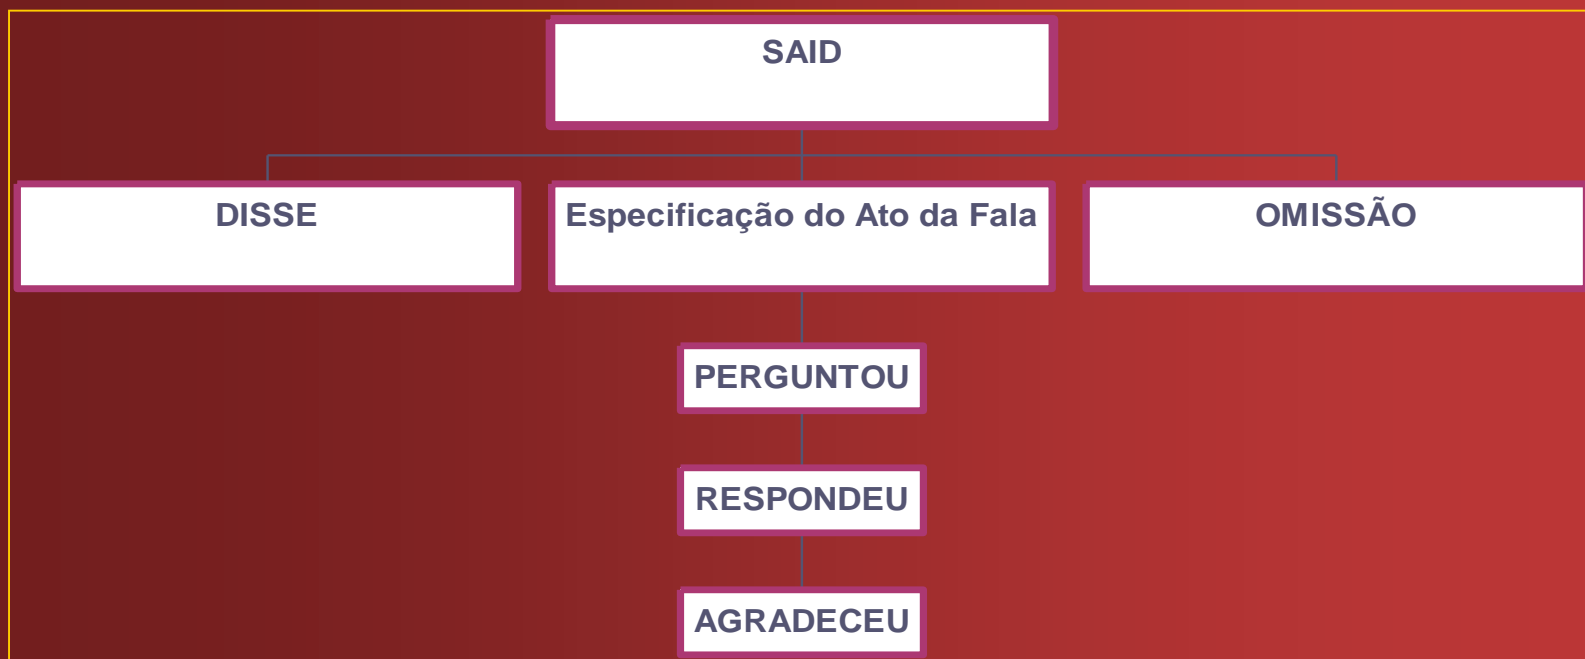 SAID
DISSE
Especificação do Ato da Fala
OMISSÃO
PERGUNTOU
RESPONDEU
AGRADECEU